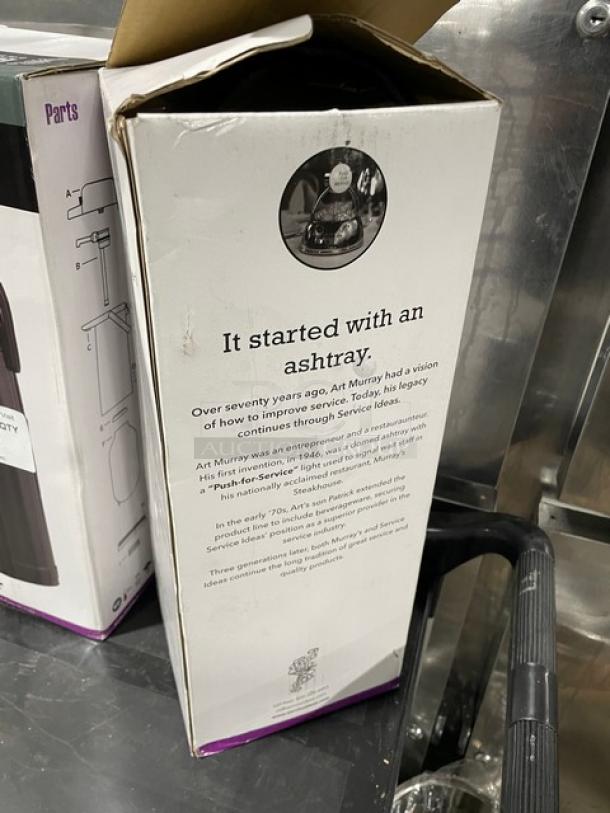 Parts
A
B
C
QTY
It started with an
ashtray.
Over seventy years ago, Art Murray had a vision
of how to improve service. Today, his legacy
continues through Service Ideas.
Art Murray was an entrepreneur and a restauranteur.
His first invention, in 1946, was a domed ashtray with
a "Push-for-Service" light used to signal wait staff in
his nationally acclaimed restaurant, Murray's
Steakhouse.
In the early '70s, Art's son Patrick extended the
product line to include beverageware, securing
Service Ideas' position as a superior provider in the
service industry.
Three generations later, both Murray's and Service
Ideas continue the long tradition of great service and
quality products.